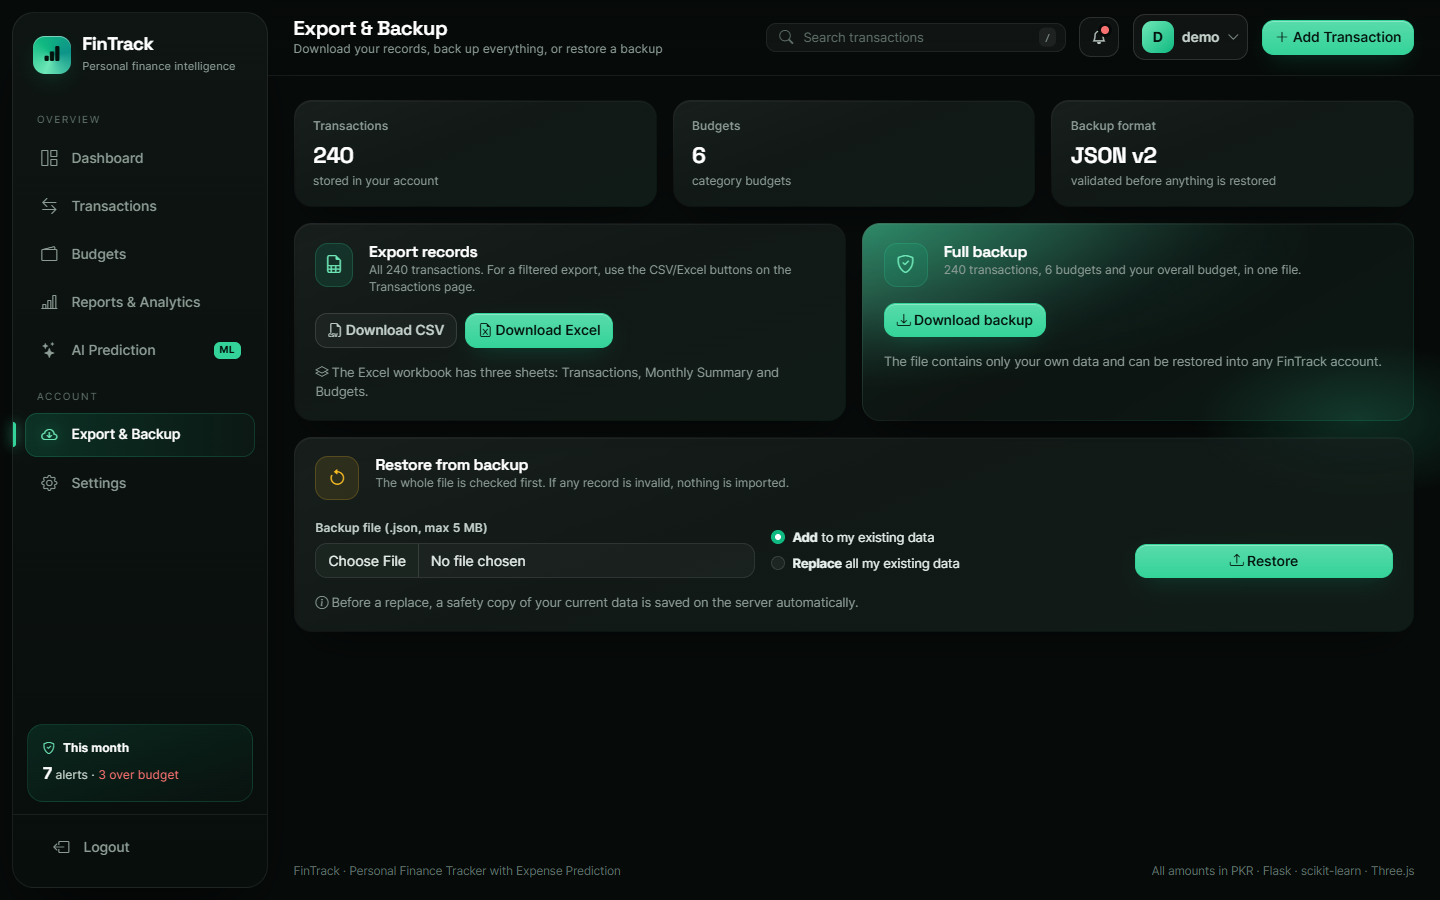 FinTrack
Personal finance intelligence
OVERVIEW
Dashboard
Transactions
Budgets
Reports & Analytics
AI Prediction ML
ACCOUNT
Export & Backup
Settings
This month
7 alerts · 3 over budget
Logout
Export & Backup
Download your records, back up everything, or restore a backup
Search transactions /
D demo
+ Add Transaction
Transactions
240
stored in your account
Budgets
6
category budgets
Backup format
JSON v2
validated before anything is restored
Export records
All 240 transactions. For a filtered export, use the CSV/Excel buttons on the
Transactions page.
Download CSV
Download Excel
The Excel workbook has three sheets: Transactions, Monthly Summary and
Budgets.
Full backup
240 transactions, 6 budgets and your overall budget, in one file.
Download backup
The file contains only your own data and can be restored into any FinTrack account.
Restore from backup
The whole file is checked first. If any record is invalid, nothing is imported.
Backup file (.json, max 5 MB)
Choose File No file chosen
Add to my existing data
Replace all my existing data
Restore
Before a replace, a safety copy of your current data is saved on the server automatically.
FinTrack · Personal Finance Tracker with Expense Prediction
All amounts in PKR · Flask · scikit-learn · Three.js